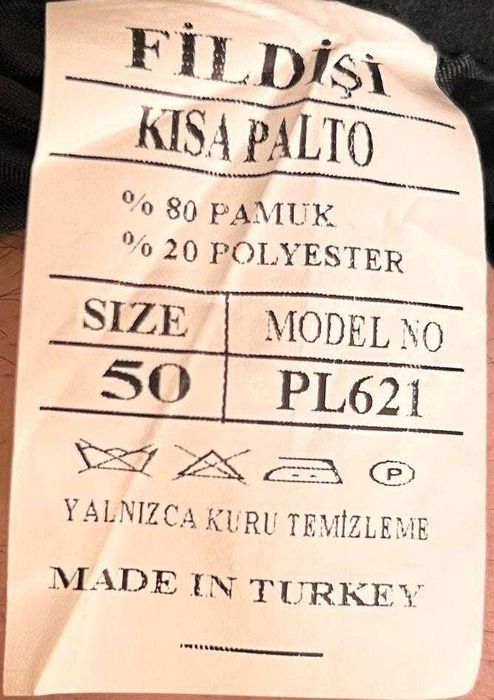 FİLDİŞİ
KISA PALTO
% 80 PAMUK
% 20 POLYESTER
SIZE MODEL NO
50 PL621
P
YALNIZCA KURU TEMİZLEME
MADE IN TURKEY